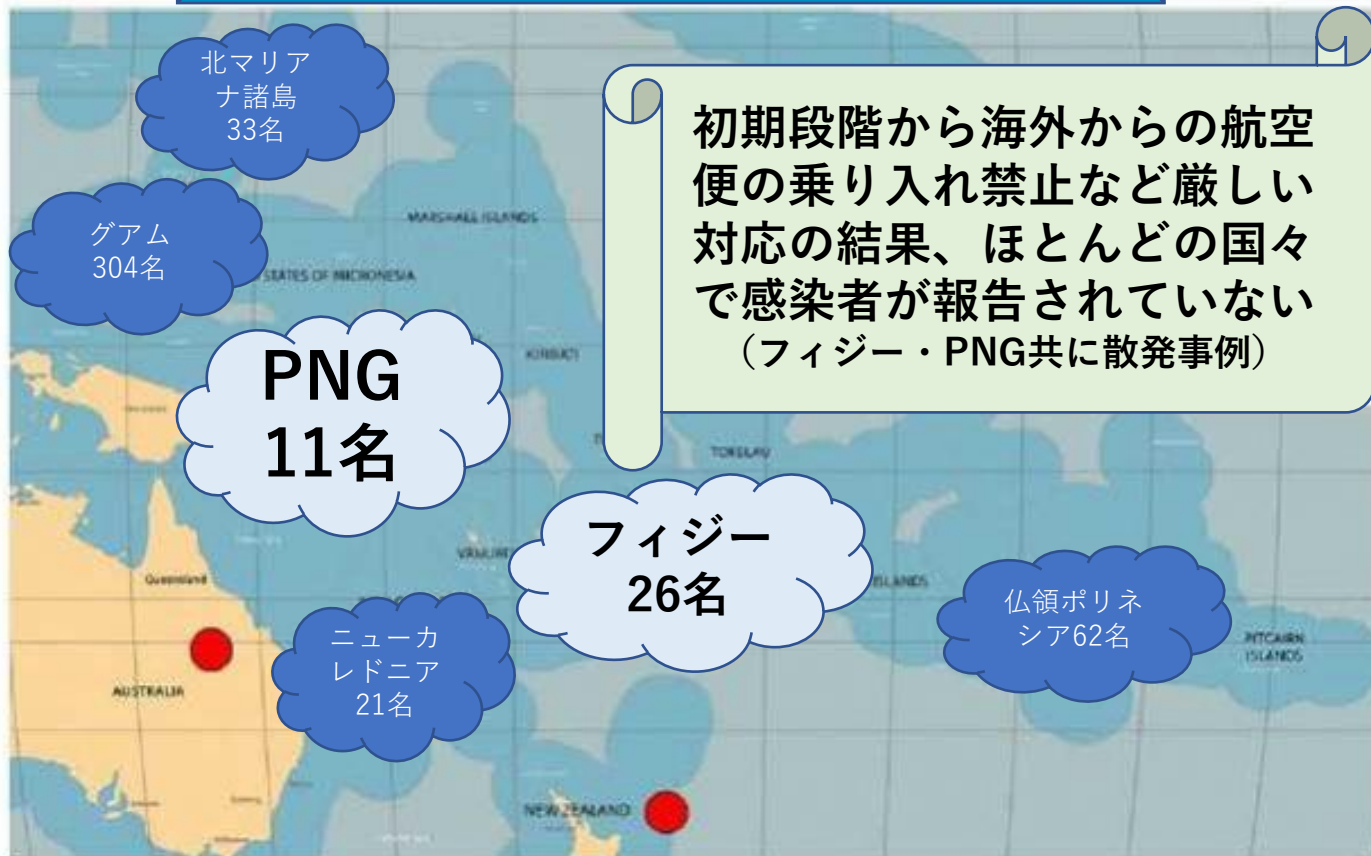 北マリア
ナ諸島
33名
初期段階から海外からの航空
便の乗り入れ禁止など厳しい
対応の結果、ほとんどの国々
で感染者が報告されていない
（フィジー・PNG共に散発事例）
グアム
304名
MARSHALL ISLANDS
STATES OF MICRONESIA
PNG
11名
KIRIBATI
TOKELAU
フィジー
26名
VANUAT
Queensland
ISLANDS
仏領ポリネ
シア62名
PITCAIRN
ISLANDS
ニューカ
レドニア
21名
AUSTRALIA
NEW ZEALAND